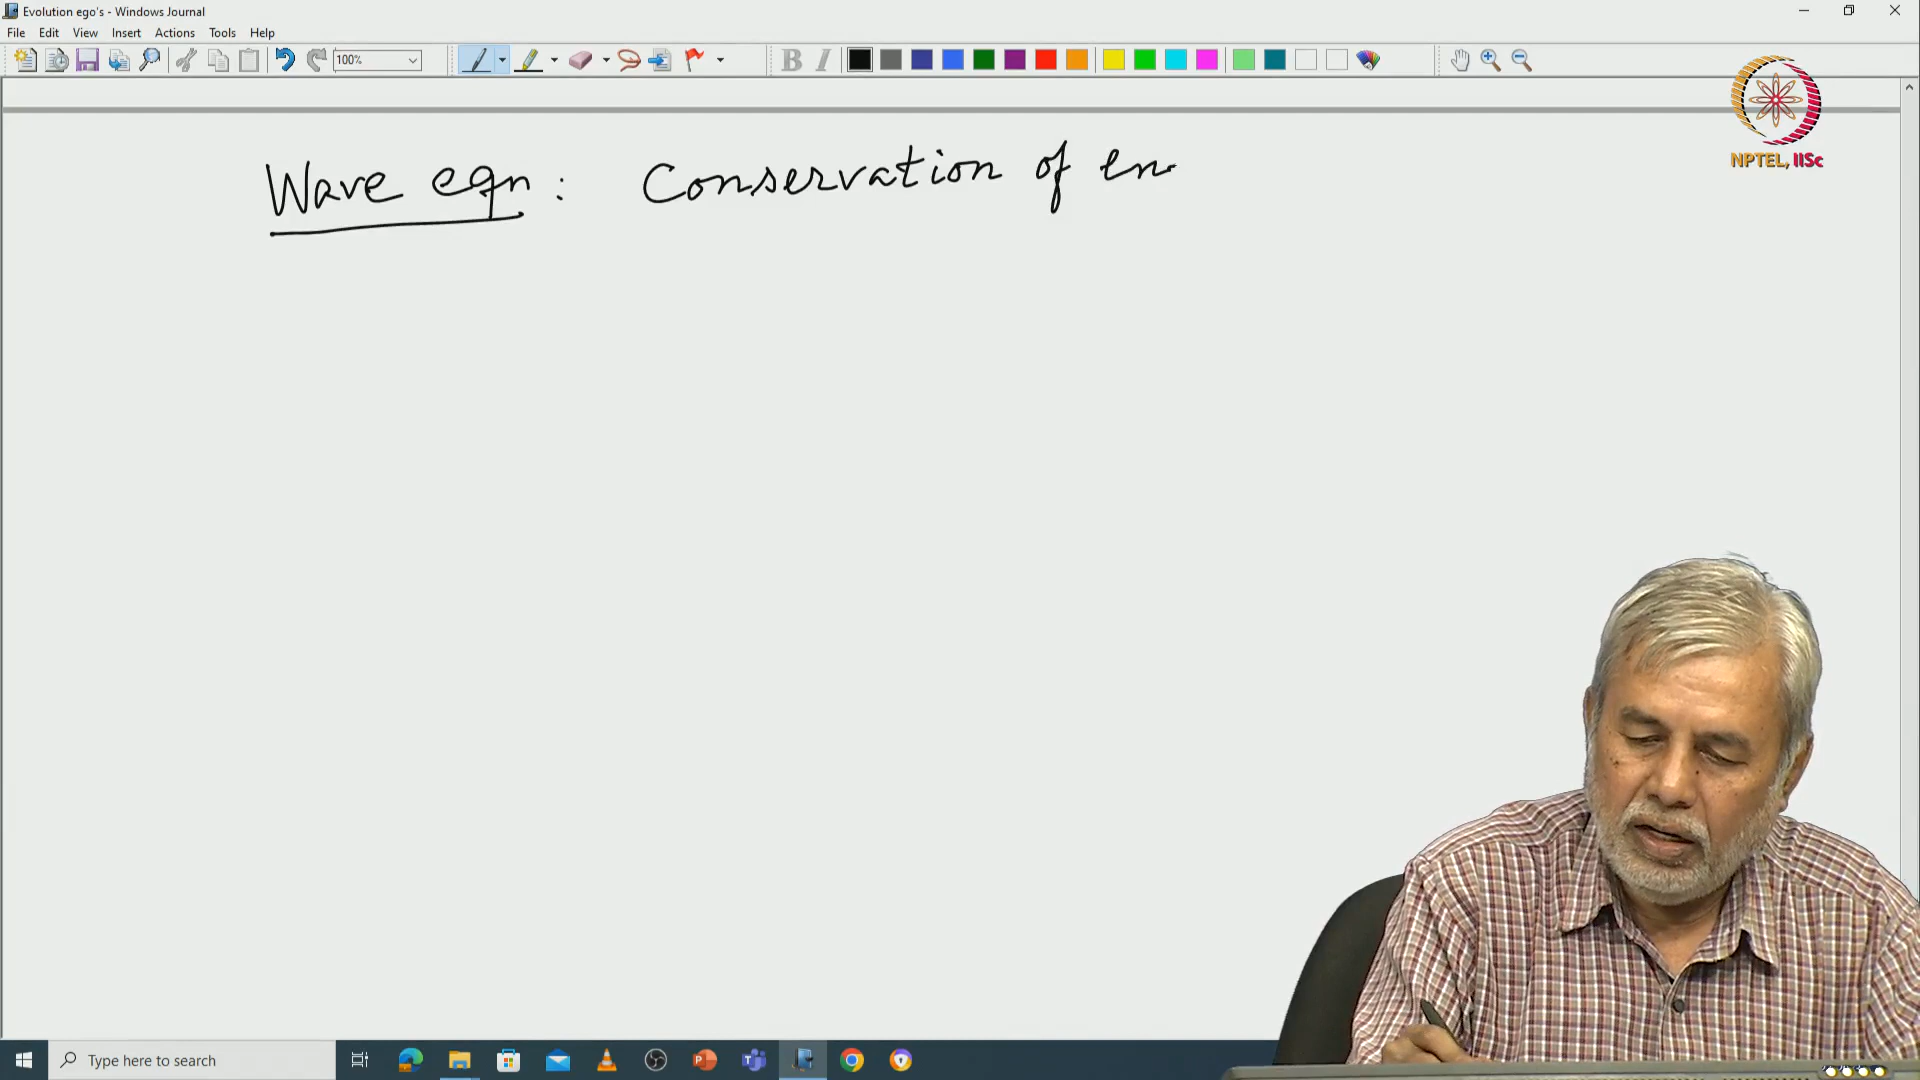 Evolution eqo's - Windows Journal
File Edit View Insert Actions Tools Help
100%
B I
NPTEL, IISc
Wave eqn : Conservation of en
Type here to search